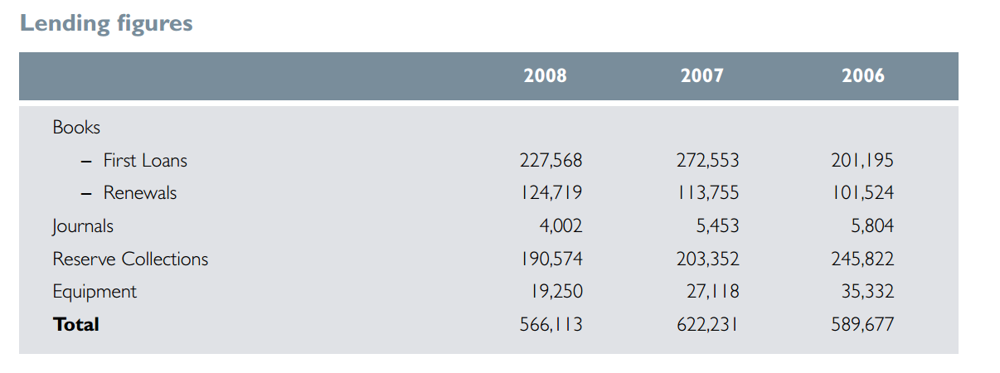 Lending figures
2008 2007 2006
Books
– First Loans 227,568 272,553 201,195
– Renewals 124,719 113,755 101,524
Journals 4,002 5,453 5,804
Reserve Collections 190,574 203,352 245,822
Equipment 19,250 27,118 35,332
Total 566,113 622,231 589,677